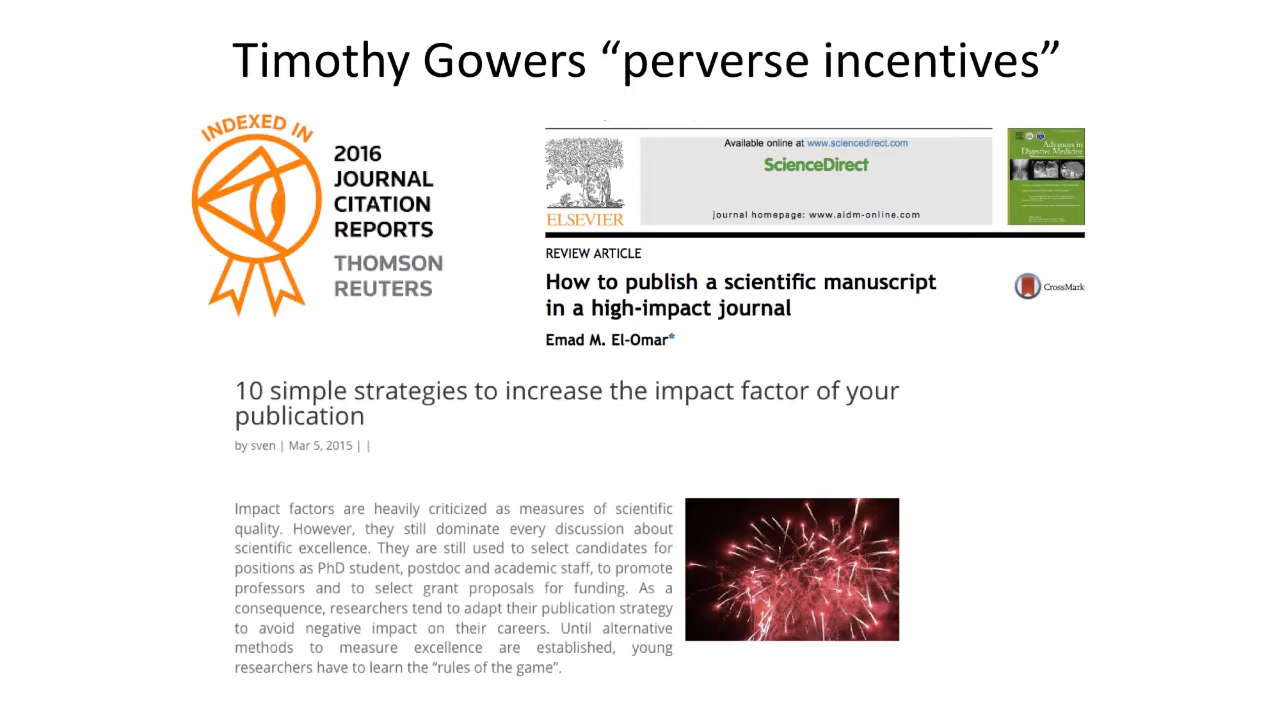 Timothy Gowers “perverse incentives”
INDEXED IN
2016
JOURNAL
CITATION
REPORTS
THOMSON
REUTERS
ELSEVIER
Available online at www.sciencedirect.com
ScienceDirect
journal homepage: www.aidm-online.com
Advances in
Digestive Medicine
REVIEW ARTICLE
How to publish a scientific manuscript
in a high-impact journal
CrossMark
Emad M. El-Omar*
10 simple strategies to increase the impact factor of your
publication
by sven | Mar 5, 2015 | |
Impact factors are heavily criticized as measures of scientific
quality. However, they still dominate every discussion about
scientific excellence. They are still used to select candidates for
positions as PhD student, postdoc and academic staff, to promote
professors and to select grant proposals for funding. As a
consequence, researchers tend to adapt their publication strategy
to avoid negative impact on their careers. Until alternative
methods to measure excellence are established, young
researchers have to learn the “rules of the game”.